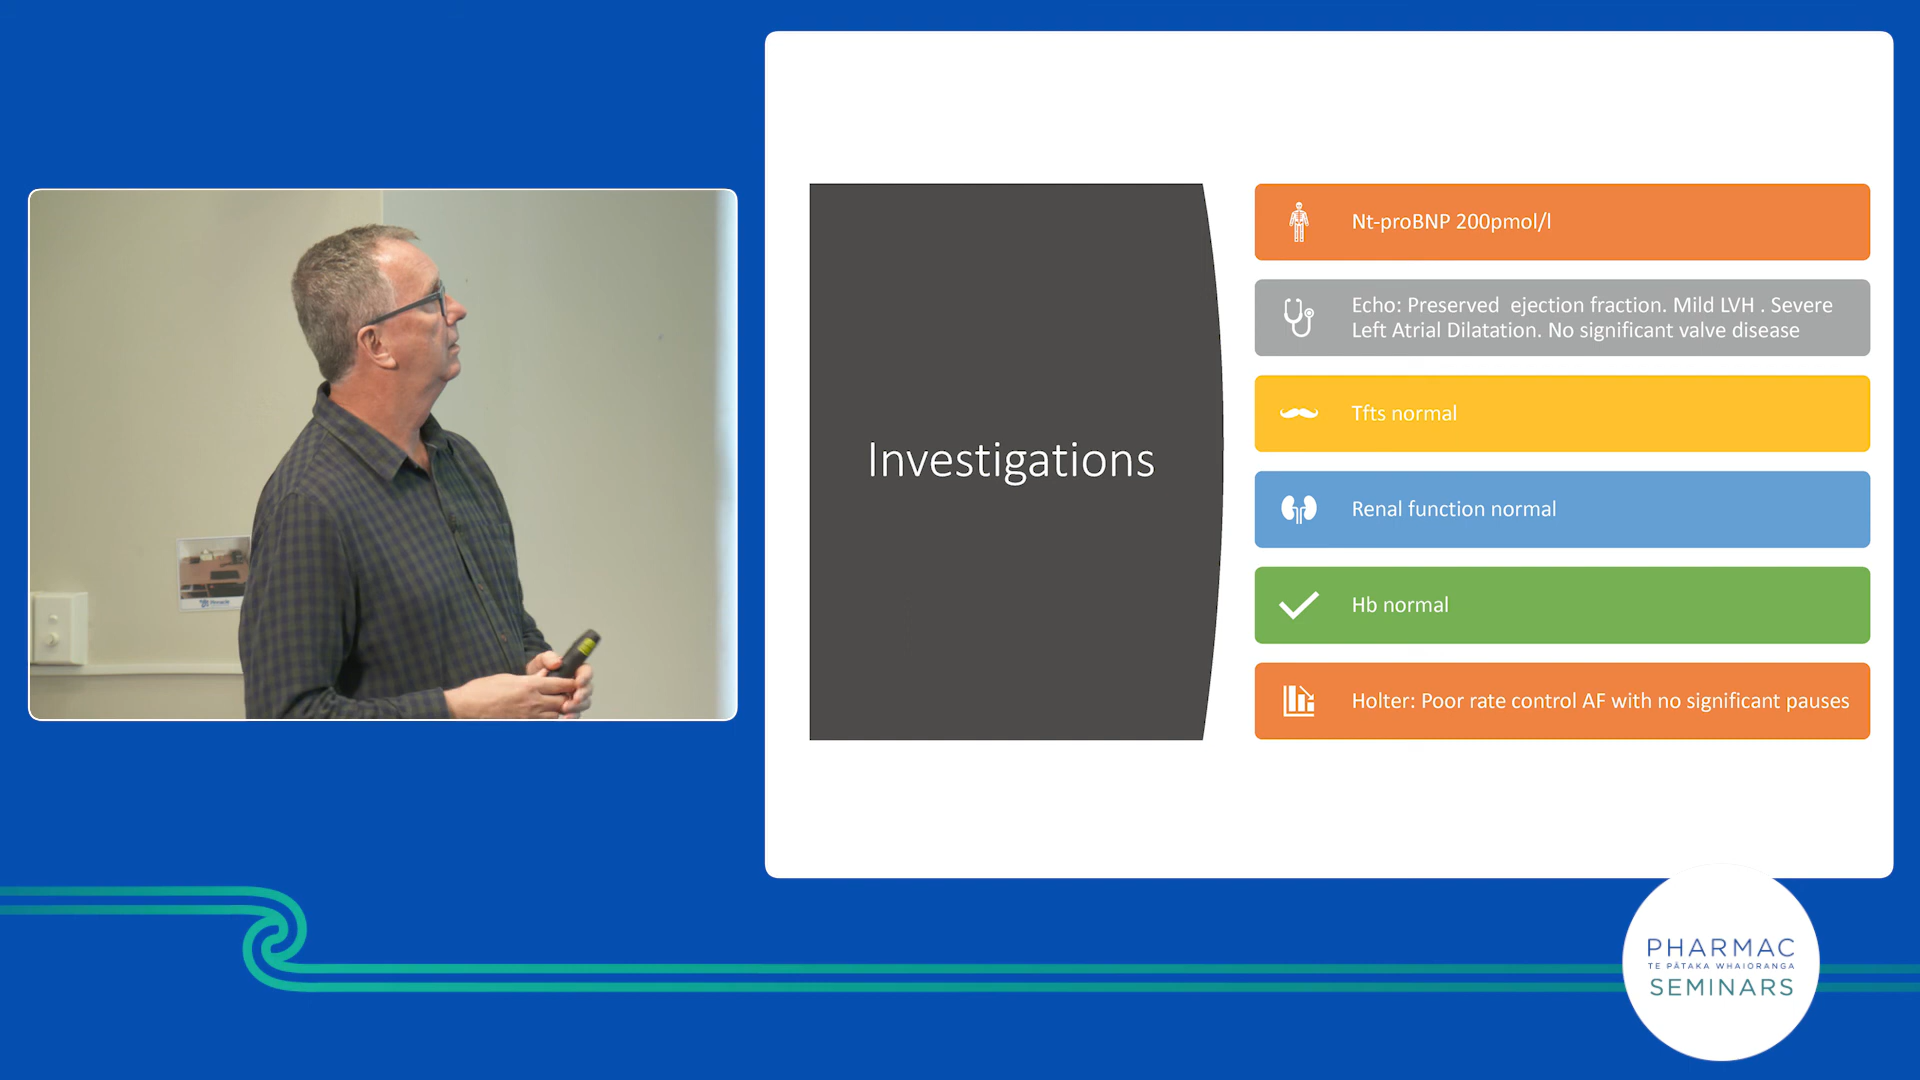 Investigations
Nt-proBNP 200pmol/l
Echo: Preserved  ejection fraction. Mild LVH . Severe
Left Atrial Dilatation. No significant valve disease
Tfts normal
Renal function normal
Hb normal
Holter: Poor rate control AF with no significant pauses
PHARMAC
TE PĀTAKA WHAIORANGA
SEMINARS